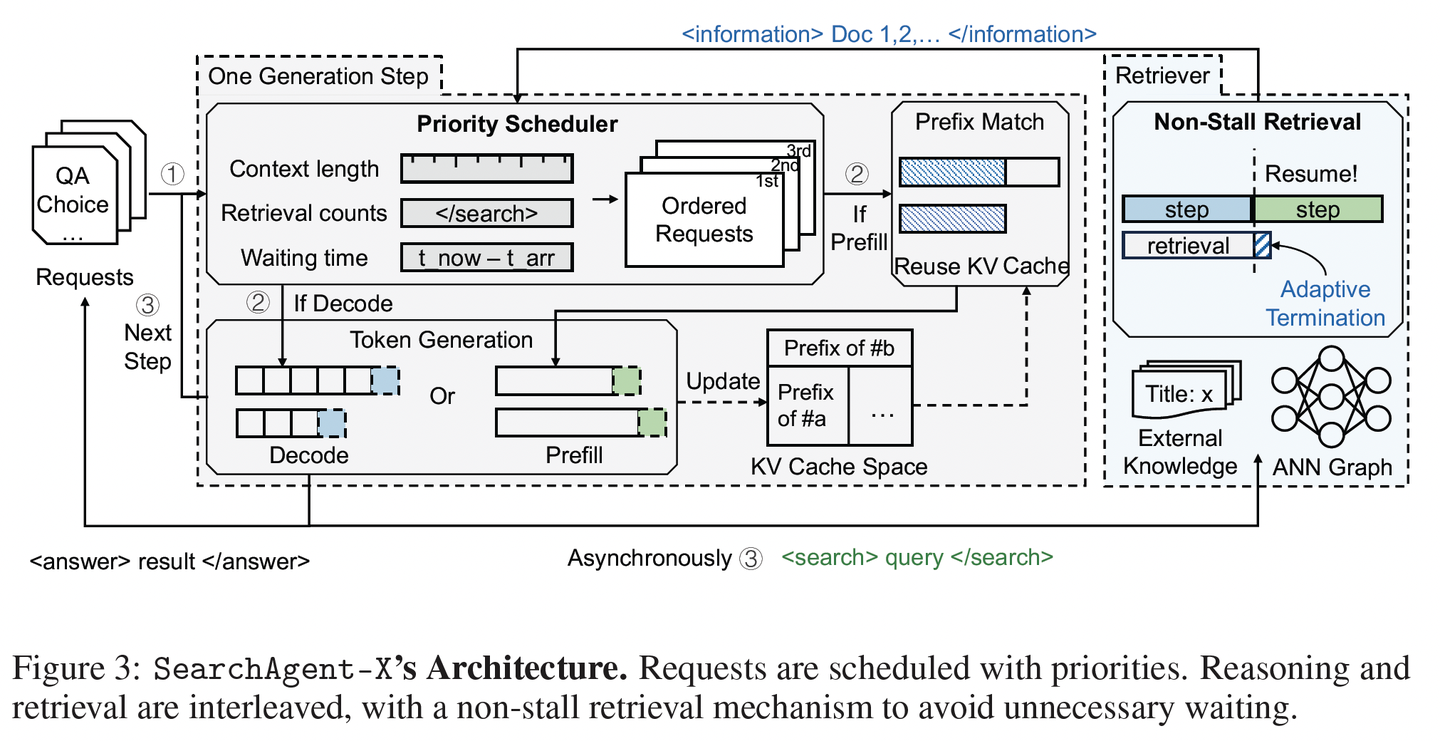 <information> Doc 1,2,… </information>
One Generation Step
Retriever
QA
Choice
...
Requests
①
Priority Scheduler
Context length
Retrieval counts
</search>
Waiting time
t_now – t_arr
3rd
2nd
1st
Ordered
Requests
②
If
Prefill
Prefix Match
Reuse KV Cache
Non-Stall Retrieval
Resume!
step
step
retrieval
Adaptive
Termination
③
Next
Step
②
If Decode
Token Generation
Or
Decode
Prefill
Update
Prefix of #b
Prefix
of #a
...
KV Cache Space
Title: x
External
Knowledge
ANN Graph
<answer> result </answer>
Asynchronously ③ <search> query </search>
Figure 3: SearchAgent-X's Architecture. Requests are scheduled with priorities. Reasoning and
retrieval are interleaved, with a non-stall retrieval mechanism to avoid unnecessary waiting.